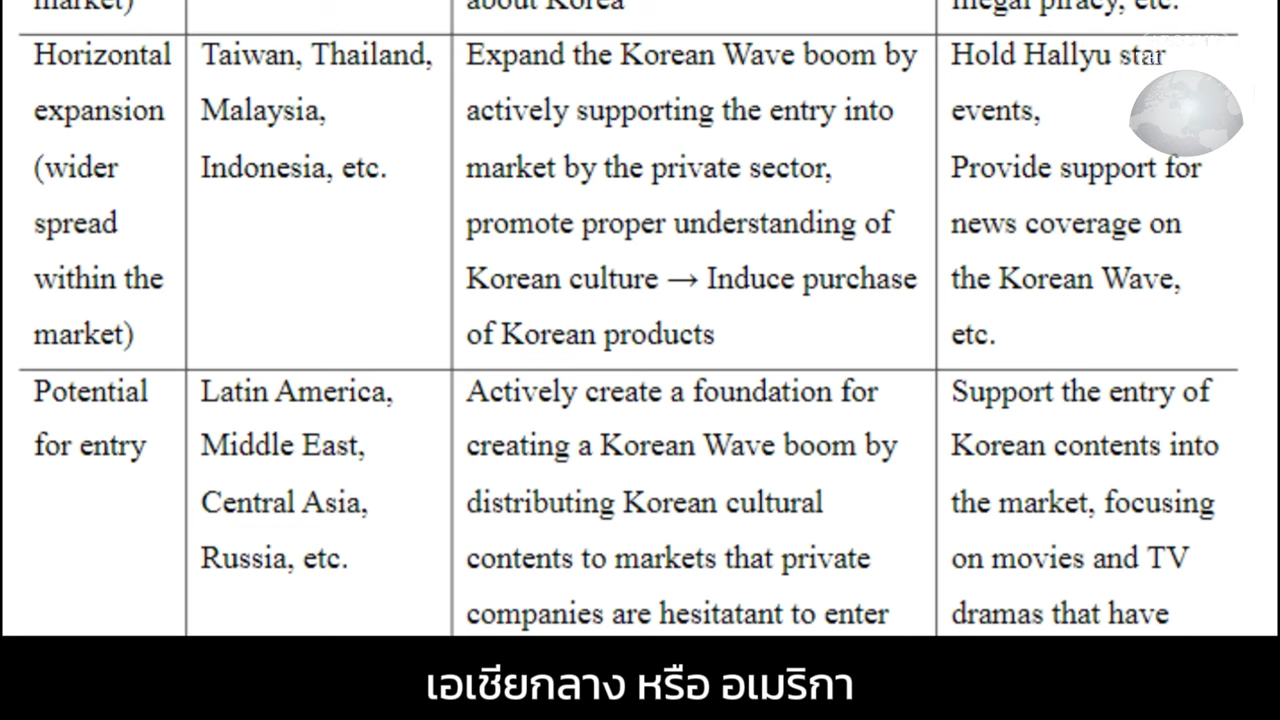 market)
about Korea
illegal piracy, etc.
Horizontal
expansion
(wider
spread
within the
market)
Taiwan, Thailand,
Malaysia,
Indonesia, etc.
Expand the Korean Wave boom by
actively supporting the entry into
market by the private sector,
promote proper understanding of
Korean culture → Induce purchase
of Korean products
Hold Hallyu star
events,
Provide support for
news coverage on
the Korean Wave,
etc.
Potential
for entry
Latin America,
Middle East,
Central Asia,
Russia, etc.
Actively create a foundation for
creating a Korean Wave boom by
distributing Korean cultural
contents to markets that private
companies are hesitatant to enter
Support the entry of
Korean contents into
the market, focusing
on movies and TV
dramas that have
เอเชียกลาง หรือ อเมริกา